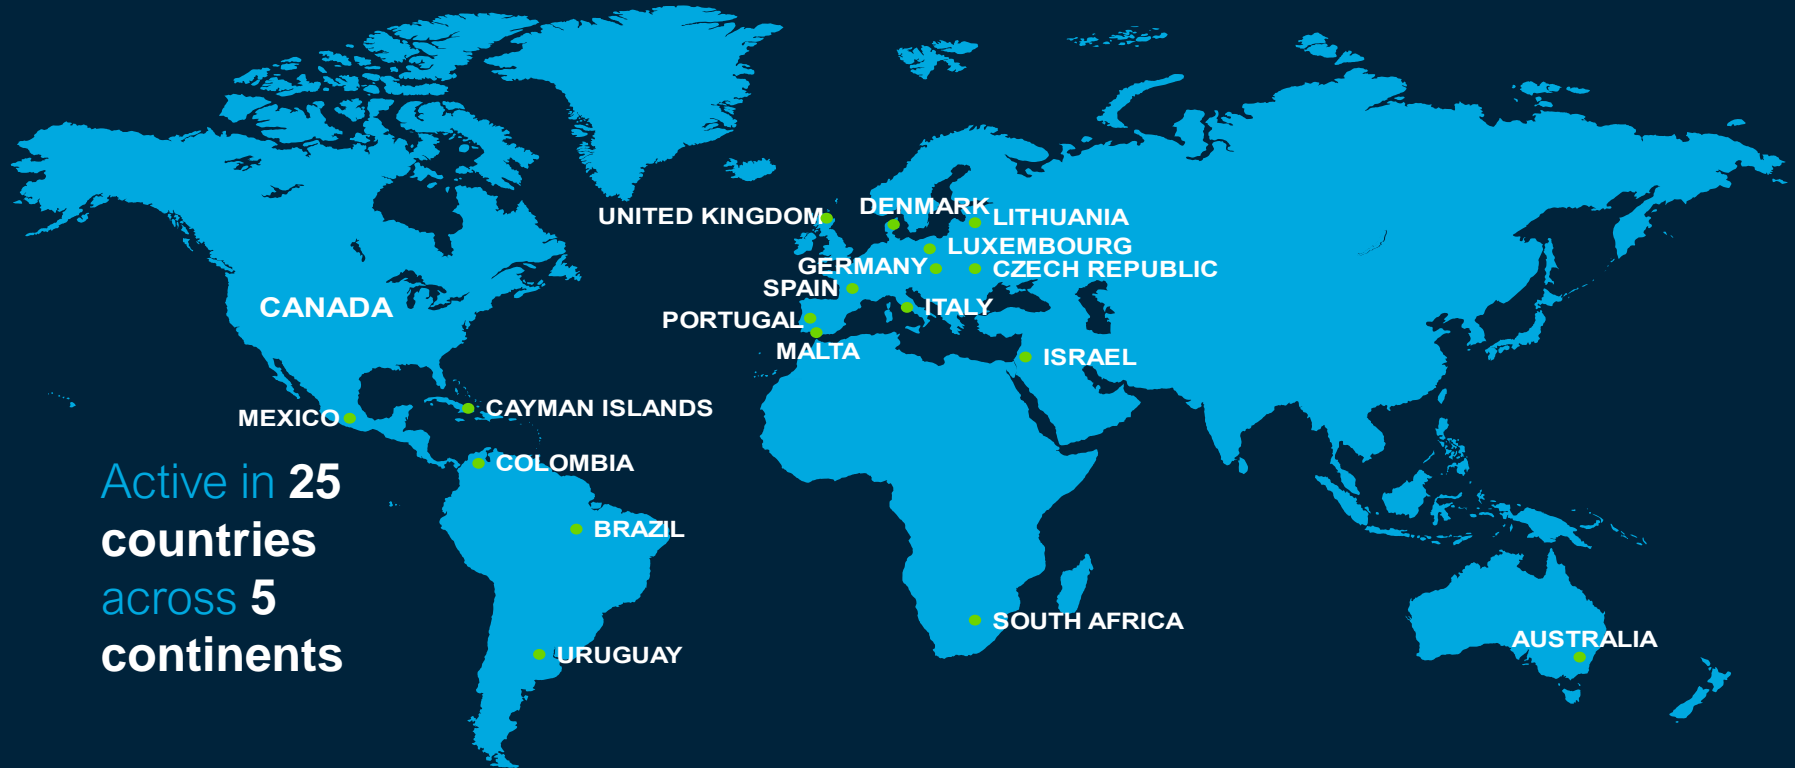 UNITED KINGDOM
DENMARK
LITHUANIA
LUXEMBOURG
GERMANY
CZECH REPUBLIC
SPAIN
ITALY
CANADA
PORTUGAL
MALTA
ISRAEL
MEXICO
CAYMAN ISLANDS
COLOMBIA
BRAZIL
SOUTH AFRICA
AUSTRALIA
URUGUAY
Active in 25
countries
across 5
continents